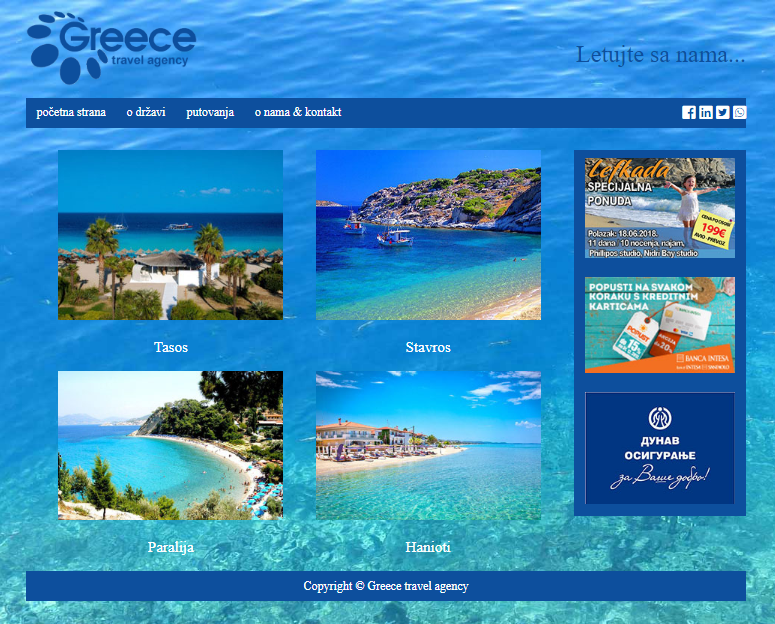 Greece
travel agency
Letujte sa nama...
početna strana
o državi
putovanja
o nama & kontakt
Lefkada
SPECIJALNA
PONUDA
CENA PO OSOBI
199€
AVIO - PREVOZ
Polazak: 18.06.2018.
11 dana - 10 noćenja, najam.
Phillipos studio, Nidri Bay studio
Tasos
Stavros
POPUSTI NA SVAKOM
KORAKU S KREDITNIM
KARTICAMA
POPUST
do 15%
AKCIJA
do 20%
BANCA INTESA
Paralija
Hanioti
ДУНАВ
ОСИГУРАЊЕ
за Ваше добро!
Copyright © Greece travel agency